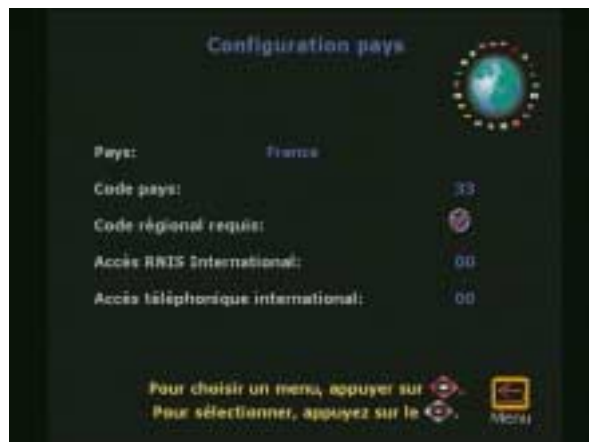 Configuration pays
Pays: France
Code pays: 33
Code régional requis:
Accès RNIS International: 00
Accès téléphonique international: 00
Pour choisir un menu, appuyer sur
Pour sélectionner, appuyez sur le
Menu